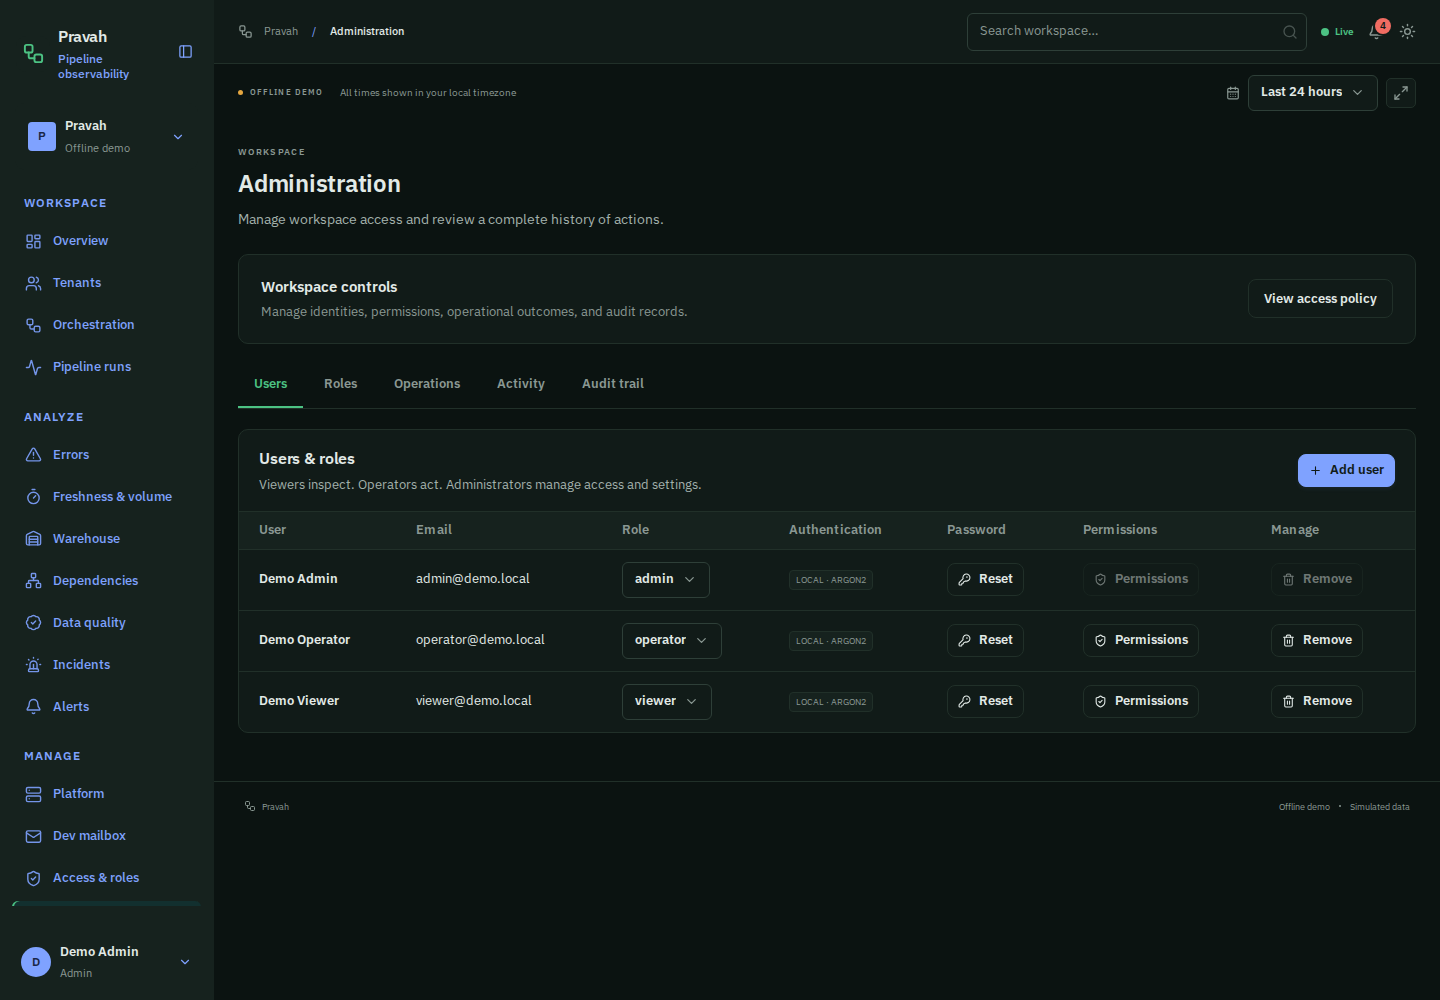 Pravah
Pipeline
observability
P
Pravah
Offline demo
WORKSPACE
Overview
Tenants
Orchestration
Pipeline runs
ANALYZE
Errors
Freshness & volume
Warehouse
Dependencies
Data quality
Incidents
Alerts
MANAGE
Platform
Dev mailbox
Access & roles
D
Demo Admin
Admin
Pravah / Administration
Search workspace...
Live
4
OFFLINE DEMO All times shown in your local timezone
Last 24 hours
WORKSPACE
Administration
Manage workspace access and review a complete history of actions.
Workspace controls
Manage identities, permissions, operational outcomes, and audit records.
View access policy
Users Roles Operations Activity Audit trail
Users & roles
Viewers inspect. Operators act. Administrators manage access and settings.
Add user
User Email Role Authentication Password Permissions Manage
Demo Admin admin@demo.local admin LOCAL · ARGON2 Reset Permissions Remove
Demo Operator operator@demo.local operator LOCAL · ARGON2 Reset Permissions Remove
Demo Viewer viewer@demo.local viewer LOCAL · ARGON2 Reset Permissions Remove
Pravah
Offline demo · Simulated data